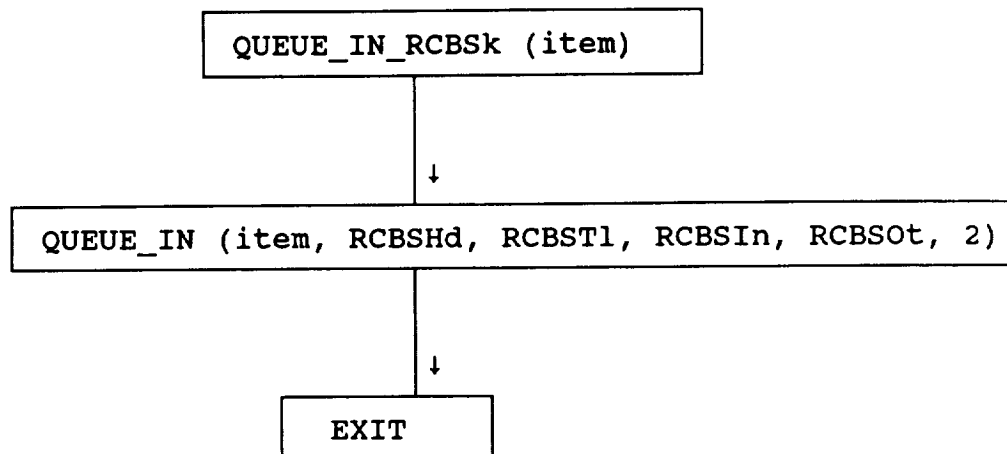 QUEUE_IN_RCBSk (item)
↓
QUEUE_IN (item, RCBSHd, RCBSTl, RCBSIn, RCBSOt, 2)
↓
EXIT